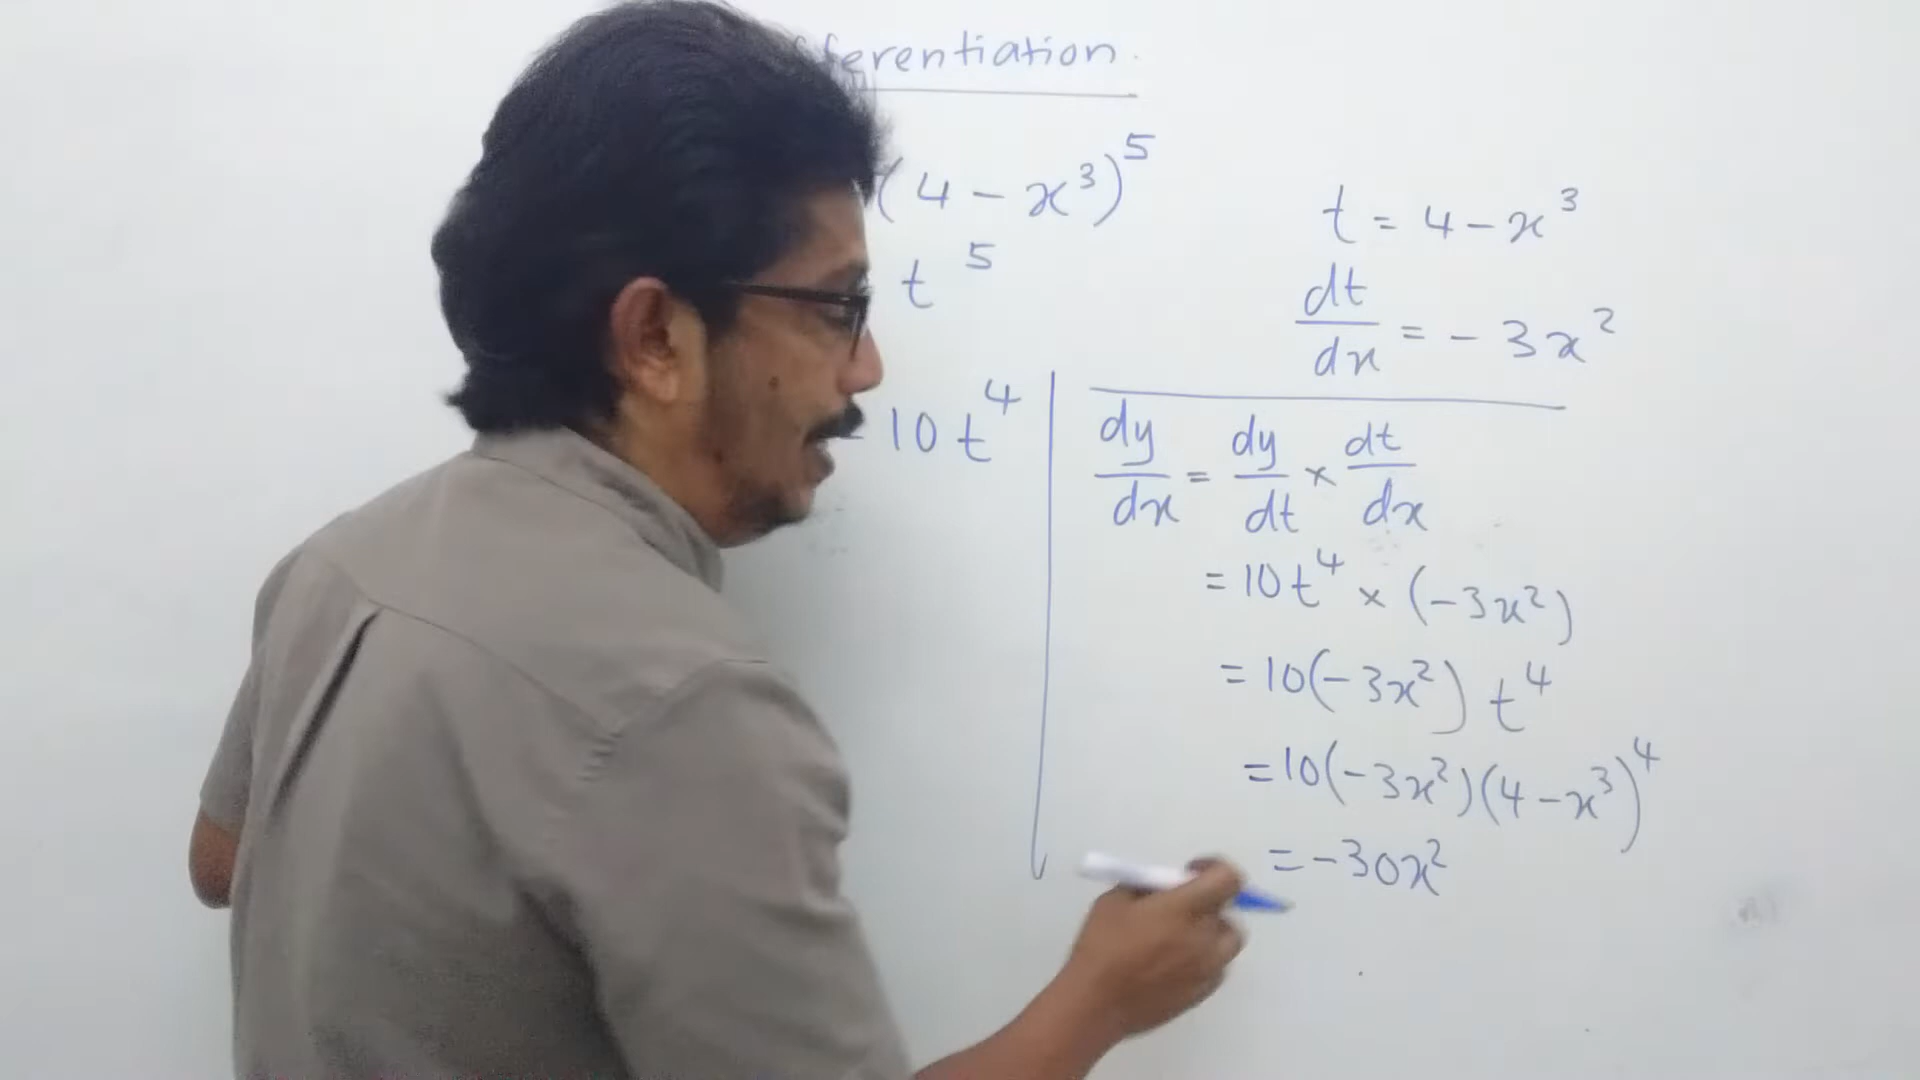 fferentiation.
(4 - x³)⁵
t⁵
- 10t⁴
t = 4 - x³
dt/dx = -3x²
dy/dx = dy/dt × dt/dx
= 10t⁴ × (-3x²)
= 10(-3x²) t⁴
= 10(-3x²)(4 - x³)⁴
= -30x²